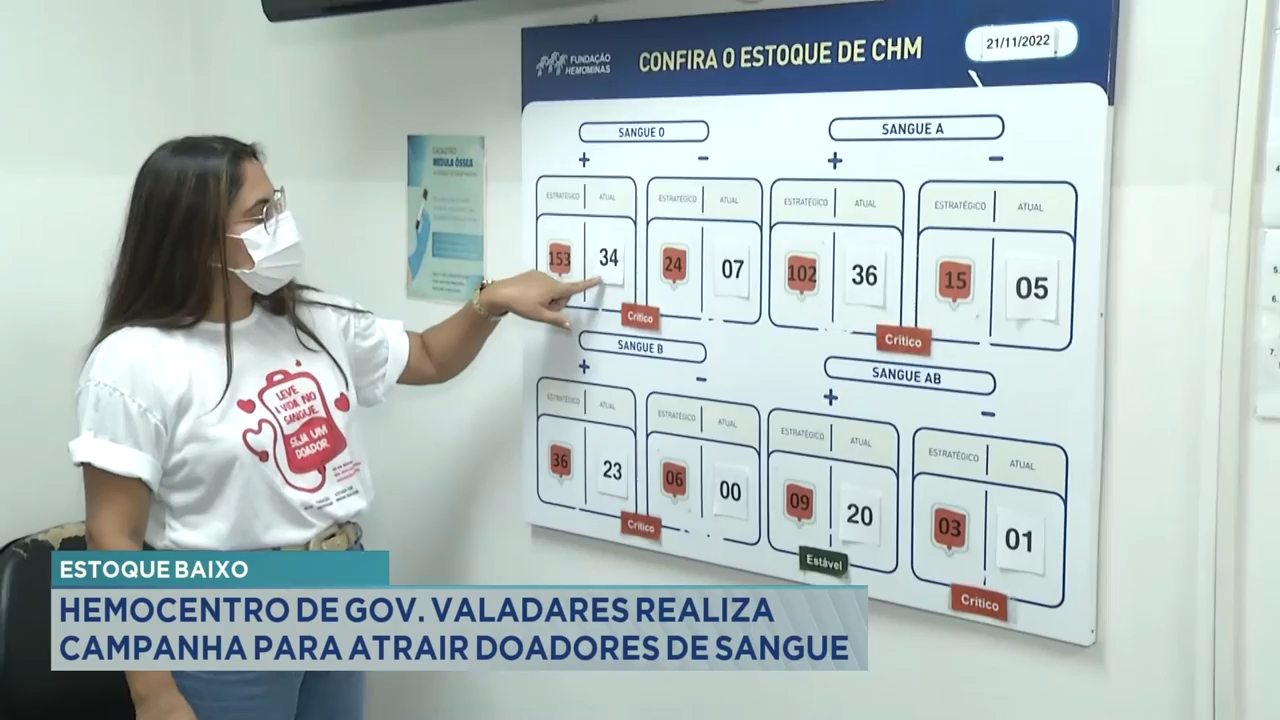 FUNDAÇÃO
HEMOMINAS
CONFIRA O ESTOQUE DE CHM
21/11/2022
SANGUE O
+
−
SANGUE A
+
−
ESTRATÉGICO ATUAL
153 34
Crítico
ESTRATÉGICO ATUAL
24 07
ESTRATÉGICO ATUAL
102 36
Crítico
ESTRATÉGICO ATUAL
15 05
SANGUE B
+
−
SANGUE AB
+
−
ESTRATÉGICO ATUAL
36 23
Crítico
ESTRATÉGICO ATUAL
06 00
ESTRATÉGICO ATUAL
09 20
Estável
ESTRATÉGICO ATUAL
03 01
Crítico
CADASTRO
MEDULA ÓSSEA
LEVE
A VIDA NO
SANGUE.
SEJA UM
DOADOR
ESTOQUE BAIXO
HEMOCENTRO DE GOV. VALADARES REALIZA
CAMPANHA PARA ATRAIR DOADORES DE SANGUE